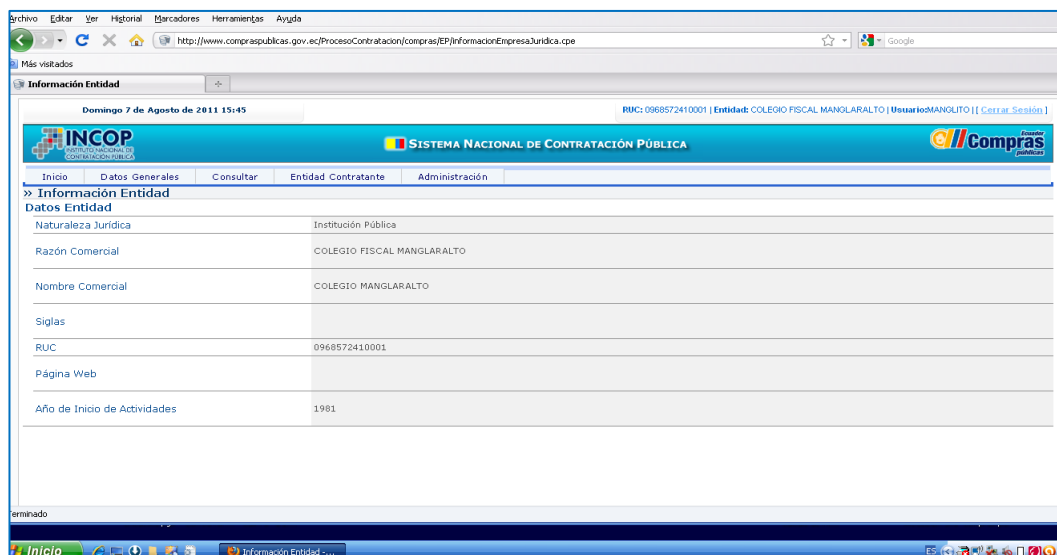 Archivo Editar Ver Historial Marcadores Herramientas Ayuda
http://www.compraspublicas.gov.ec/ProcesoContratacion/compras/EP/informacionEmpresaJuridica.cpe Google
Más visitados
Información Entidad
Domingo 7 de Agosto de 2011 15:45 RUC: 0968572410001 | Entidad: COLEGIO FISCAL MANGLARALTO | Usuario:MANGLITO | [ Cerrar Sesión ]
INCOP
INSTITUTO NACIONAL DE
CONTRATACIÓN PÚBLICA
SISTEMA NACIONAL DE CONTRATACIÓN PÚBLICA
Ecuador
Compras
públicas
Inicio Datos Generales Consultar Entidad Contratante Administración
» Información Entidad
Datos Entidad
Naturaleza Jurídica Institución Pública
Razón Comercial COLEGIO FISCAL MANGLARALTO
Nombre Comercial COLEGIO MANGLARALTO
Siglas
RUC 0968572410001
Página Web
Año de Inicio de Actividades 1981
Terminado
Inicio Información Entidad -... ES